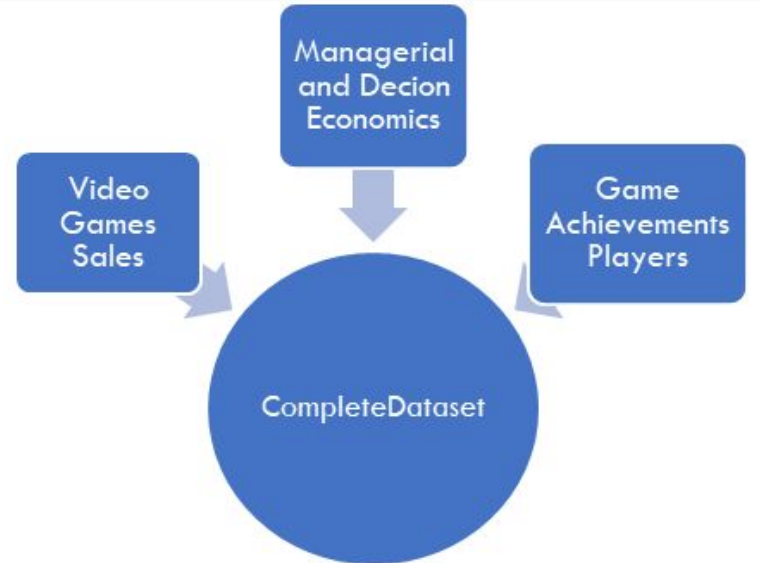 Managerial
and Decion
Economics
Video
Games
Sales
Game
Achievements
Players
CompleteDataset